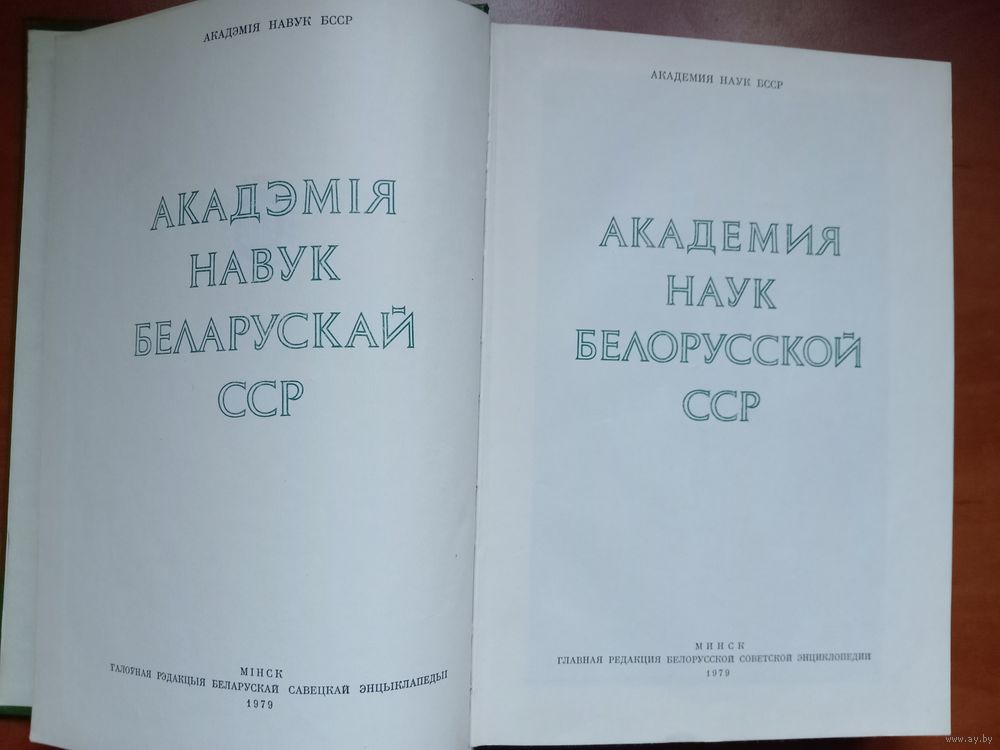 АКАДЭМІЯ НАВУК БССР
АКАДЭМІЯ
НАВУК
БЕЛАРУСКАЙ
ССР
МІНСК
ГАЛОЎНАЯ РЭДАКЦЫЯ БЕЛАРУСКАЙ САВЕЦКАЙ ЭНЦЫКЛАПЕДЫІ
1979
АКАДЕМИЯ НАУК БССР
АКАДЕМИЯ
НАУК
БЕЛОРУССКОЙ
ССР
МИНСК
ГЛАВНАЯ РЕДАКЦИЯ БЕЛОРУССКОЙ СОВЕТСКОЙ ЭНЦИКЛОПЕДИИ
1979
www.ay.by